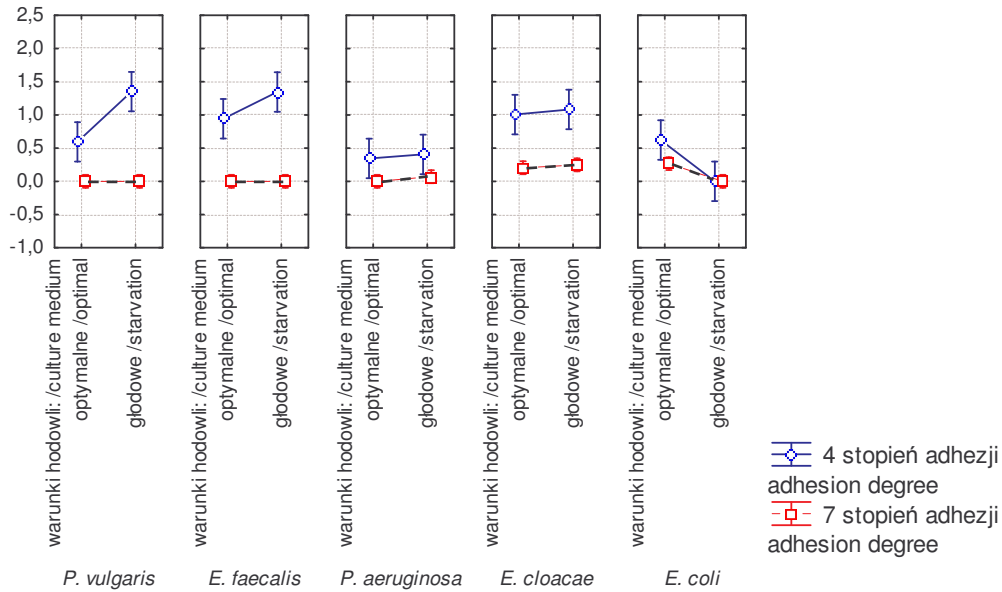 2,5
2,0
1,5
1,0
0,5
0,0
-0,5
-1,0
warunki hodowli: /culture medium
optymalne /optimal
głodowe /starvation
warunki hodowli: /culture medium
optymalne /optimal
głodowe /starvation
warunki hodowli: /culture medium
optymalne /optimal
głodowe /starvation
warunki hodowli: /culture medium
optymalne /optimal
głodowe /starvation
warunki hodowli: /culture medium
optymalne /optimal
głodowe /starvation
P. vulgaris
E. faecalis
P. aeruginosa
E. cloacae
E. coli
4 stopień adhezji
adhesion degree
7 stopień adhezji
adhesion degree